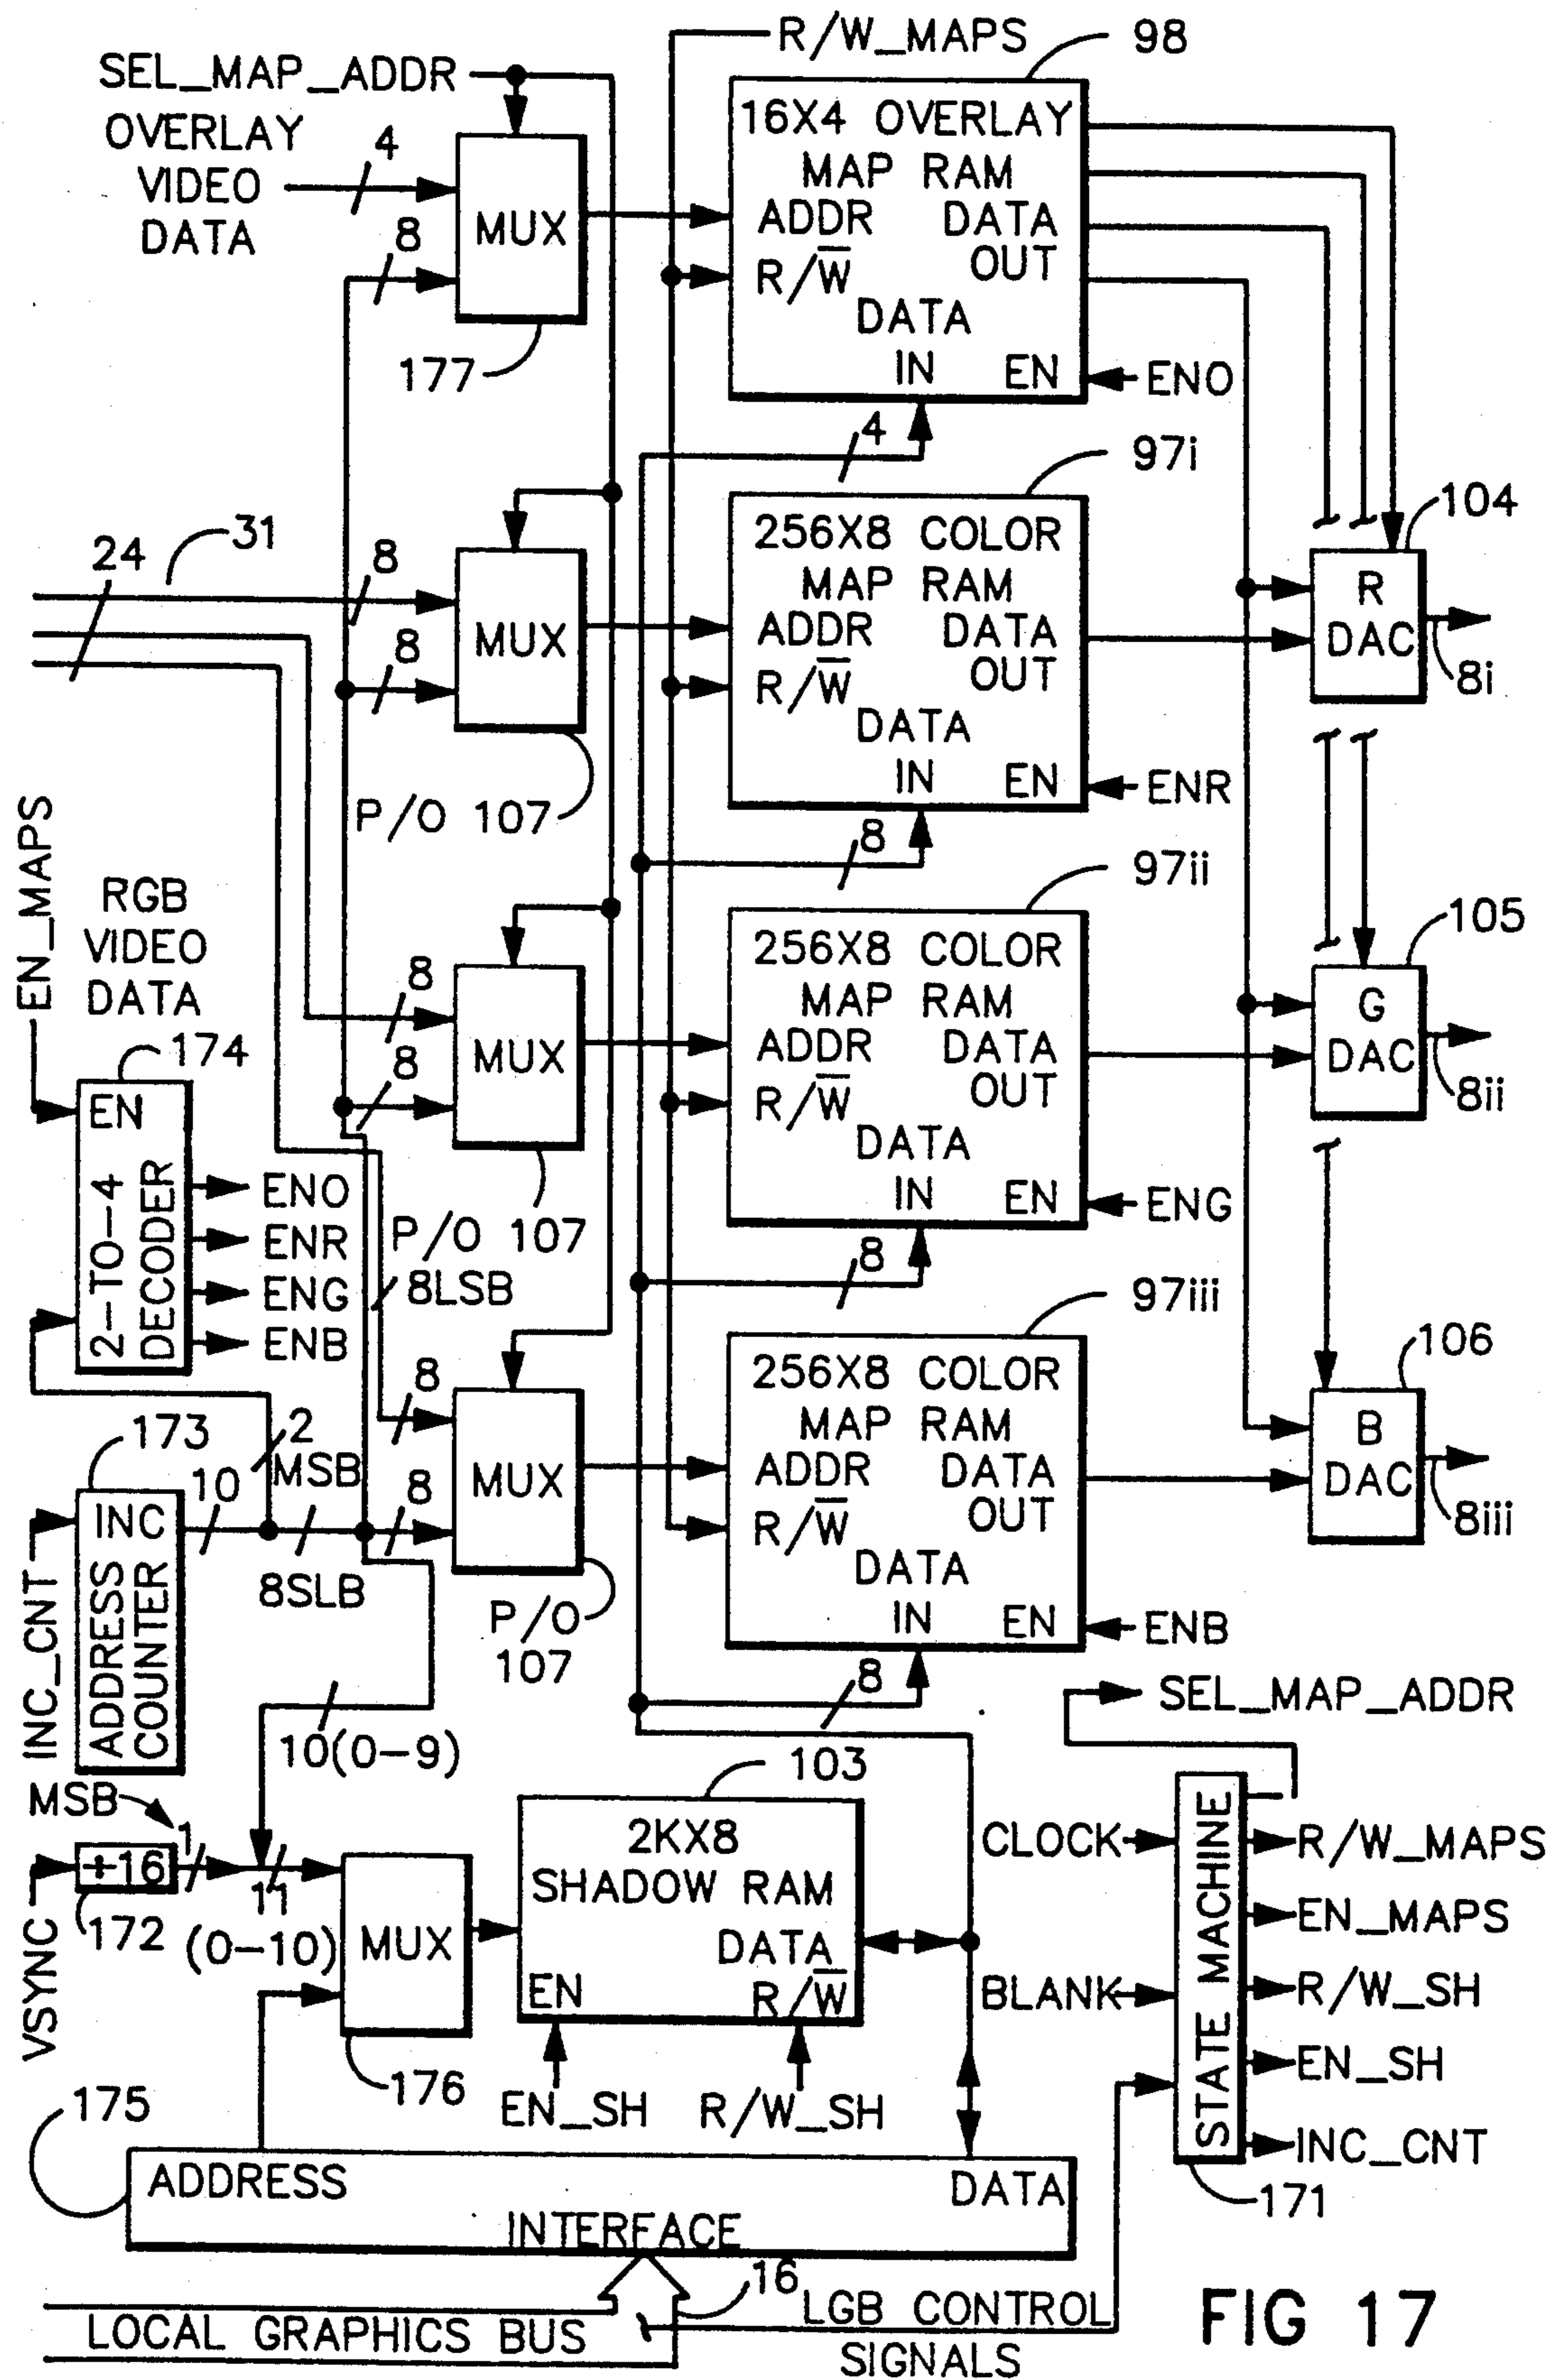 R/W_MAPS
98
SEL_MAP_ADDR
OVERLAY
VIDEO
DATA
4
8
MUX
177
16X4 OVERLAY
MAP RAM
ADDR DATA
OUT
R/W
DATA
IN EN
ENO
4
97i
31
24
8
8
MUX
P/O 107
256X8 COLOR
MAP RAM
ADDR DATA
OUT
R/W
DATA
IN EN
ENR
8
104
R
DAC
8i
EN_MAPS
RGB
VIDEO
DATA
97ii
8
8
MUX
P/O 107
256X8 COLOR
MAP RAM
ADDR DATA
OUT
R/W
DATA
IN EN
ENG
8
105
G
DAC
8ii
174
EN
2-TO-4
DECODER
ENO
ENR
ENG
ENB
8LSB
97iii
8
8
MUX
P/O
107
256X8 COLOR
MAP RAM
ADDR DATA
OUT
R/W
DATA
IN EN
ENB
8
106
B
DAC
8iii
173
2
MSB
10
INC
ADDRESS
COUNTER
INC_CNT
8SLB
10(0-9)
MSB
1
VSYNC
÷16
172
11
(0-10)
MUX
176
103
2KX8
SHADOW RAM
DATA
EN R/W
EN_SH R/W_SH
SEL_MAP_ADDR
CLOCK
BLANK
STATE MACHINE
R/W_MAPS
EN_MAPS
R/W_SH
EN_SH
INC_CNT
171
175
ADDRESS DATA
INTERFACE
16
LOCAL GRAPHICS BUS
LGB CONTROL
SIGNALS
FIG 17